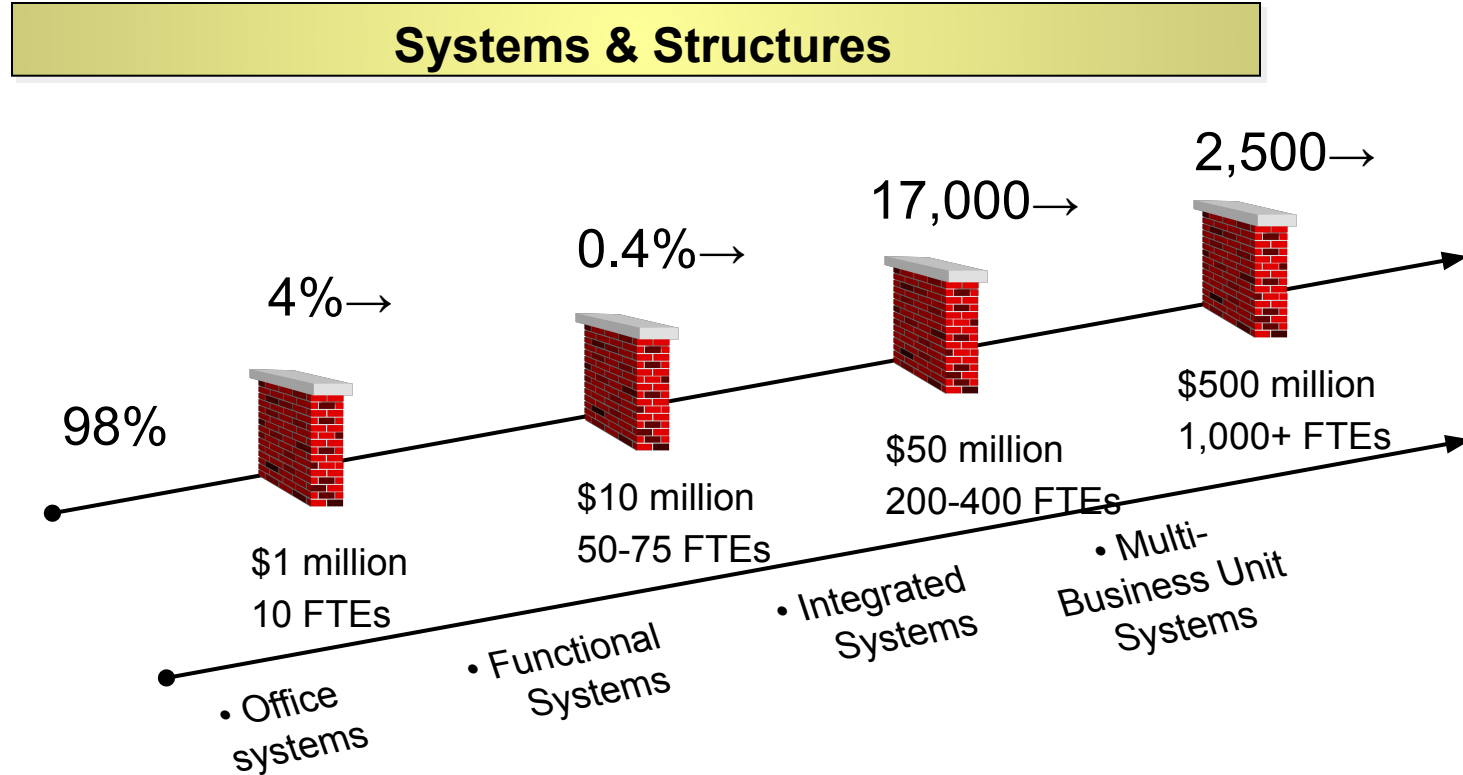 Systems & Structures
2,500→
17,000→
0.4%→
4%→
98%
$500 million
1,000+ FTEs
$50 million
200-400 FTEs
$10 million
50-75 FTEs
$1 million
10 FTEs
• Office
systems
• Functional
Systems
• Integrated
Systems
• Multi-
Business Unit
Systems